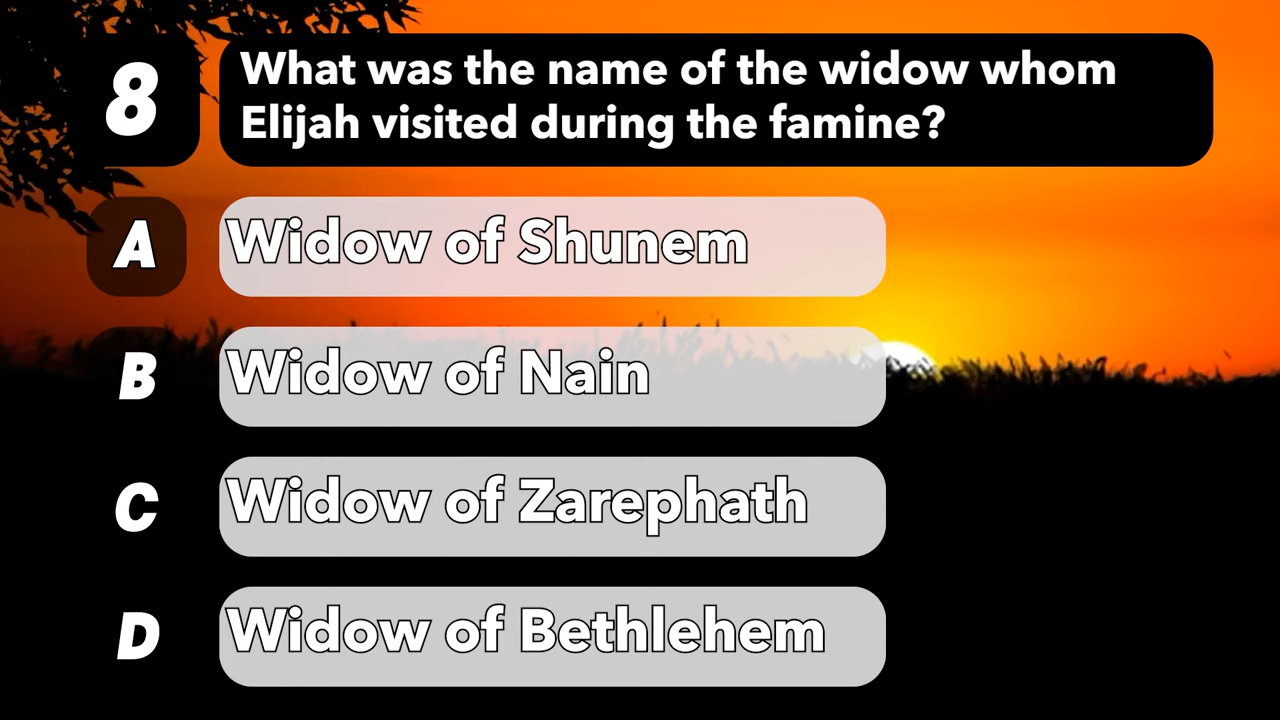 8
What was the name of the widow whom
Elijah visited during the famine?
A
Widow of Shunem
B
Widow of Nain
C
Widow of Zarephath
D
Widow of Bethlehem